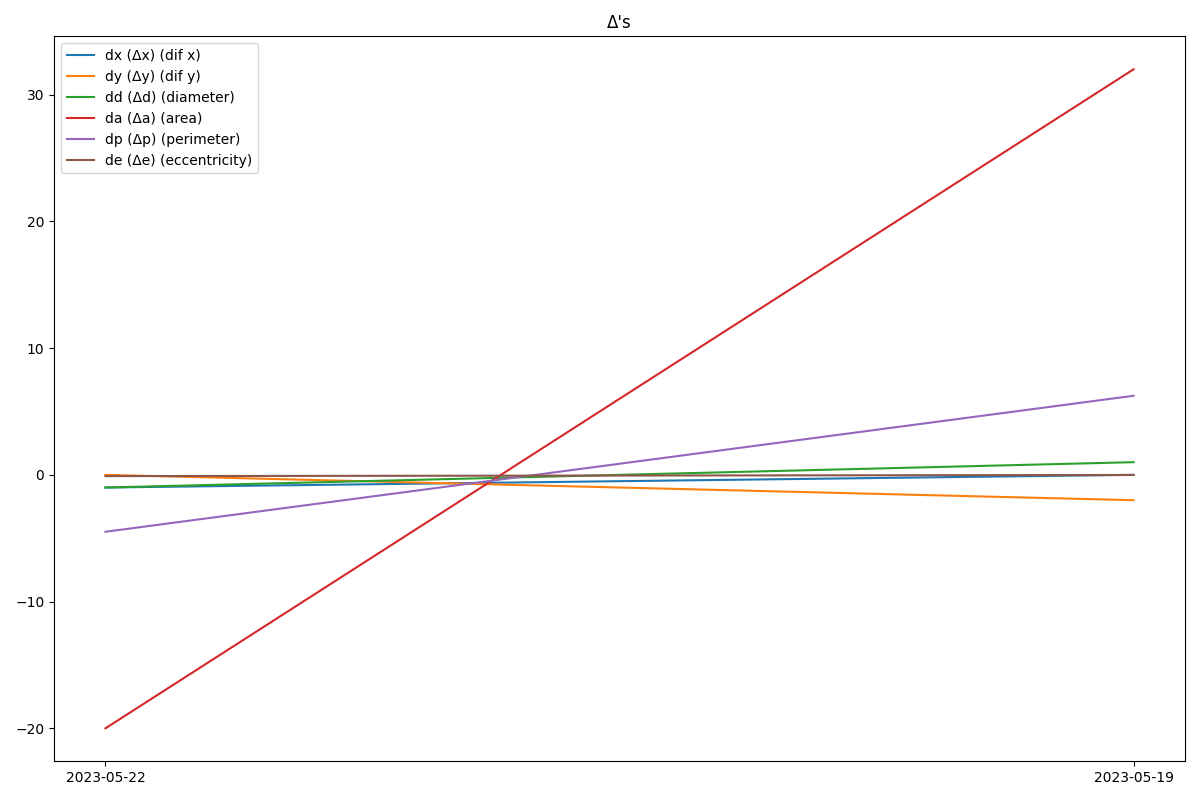 Δ's
dx (Δx) (dif x)
dy (Δy) (dif y)
dd (Δd) (diameter)
da (Δa) (area)
dp (Δp) (perimeter)
de (Δe) (eccentricity)
30
20
10
0
−10
−20
2023-05-22 2023-05-19